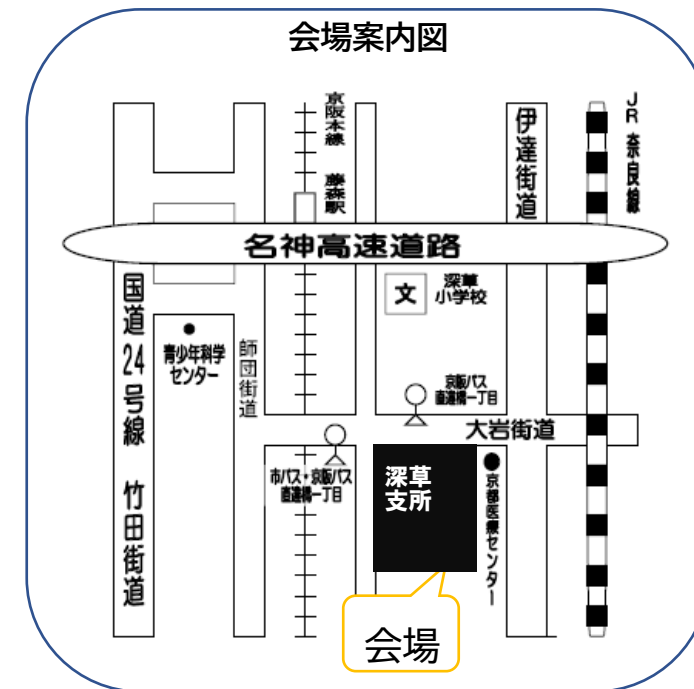 会場案内図
京阪本線 藤森駅
伊達街道
JR奈良線
名神高速道路
国道24号線 竹田街道
文
深草
小学校
青少年科学
センター
師団街道
京阪バス
直違橋一丁目
大岩街道
市バス・京阪バス
直違橋一丁目
深草
支所
京都医療センター
会場